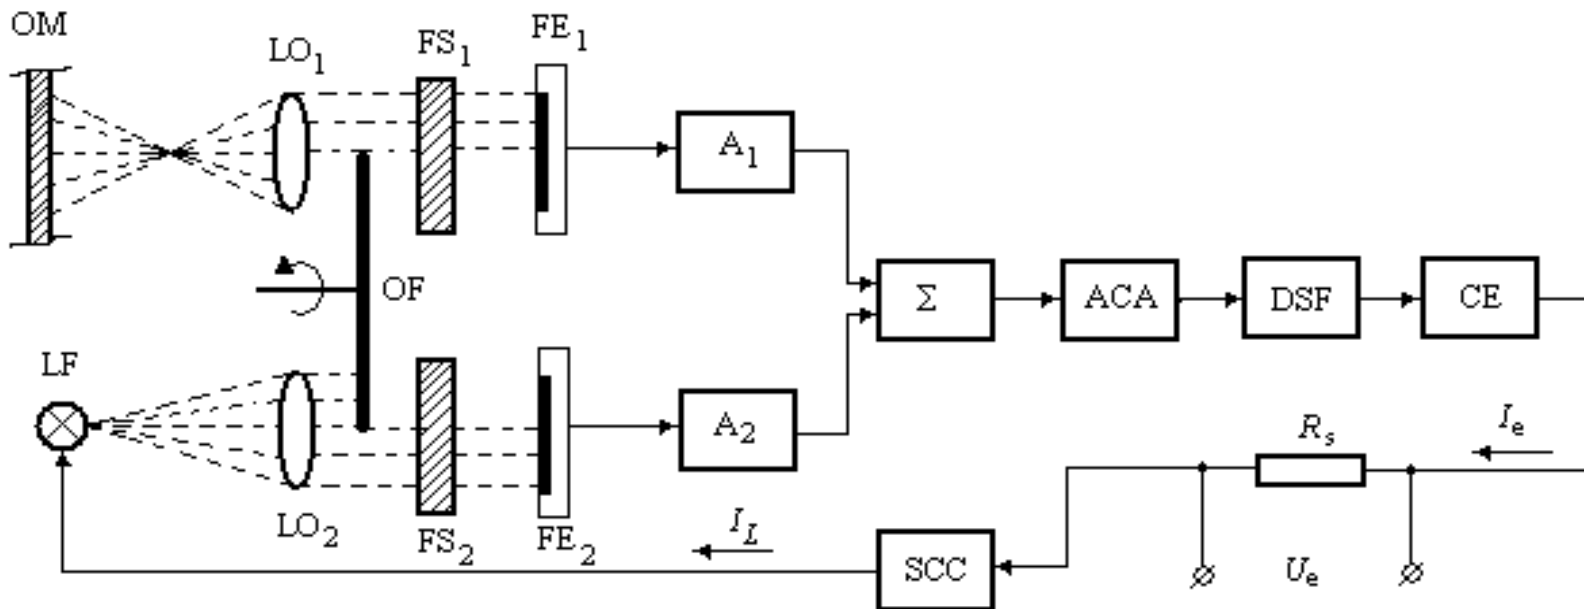 OM
LO1
FS1
FE1
A1
OF
Σ
ACA
DSF
CE
LF
LO2
FS2
FE2
A2
Rs
Ie
IL
SCC
Ue